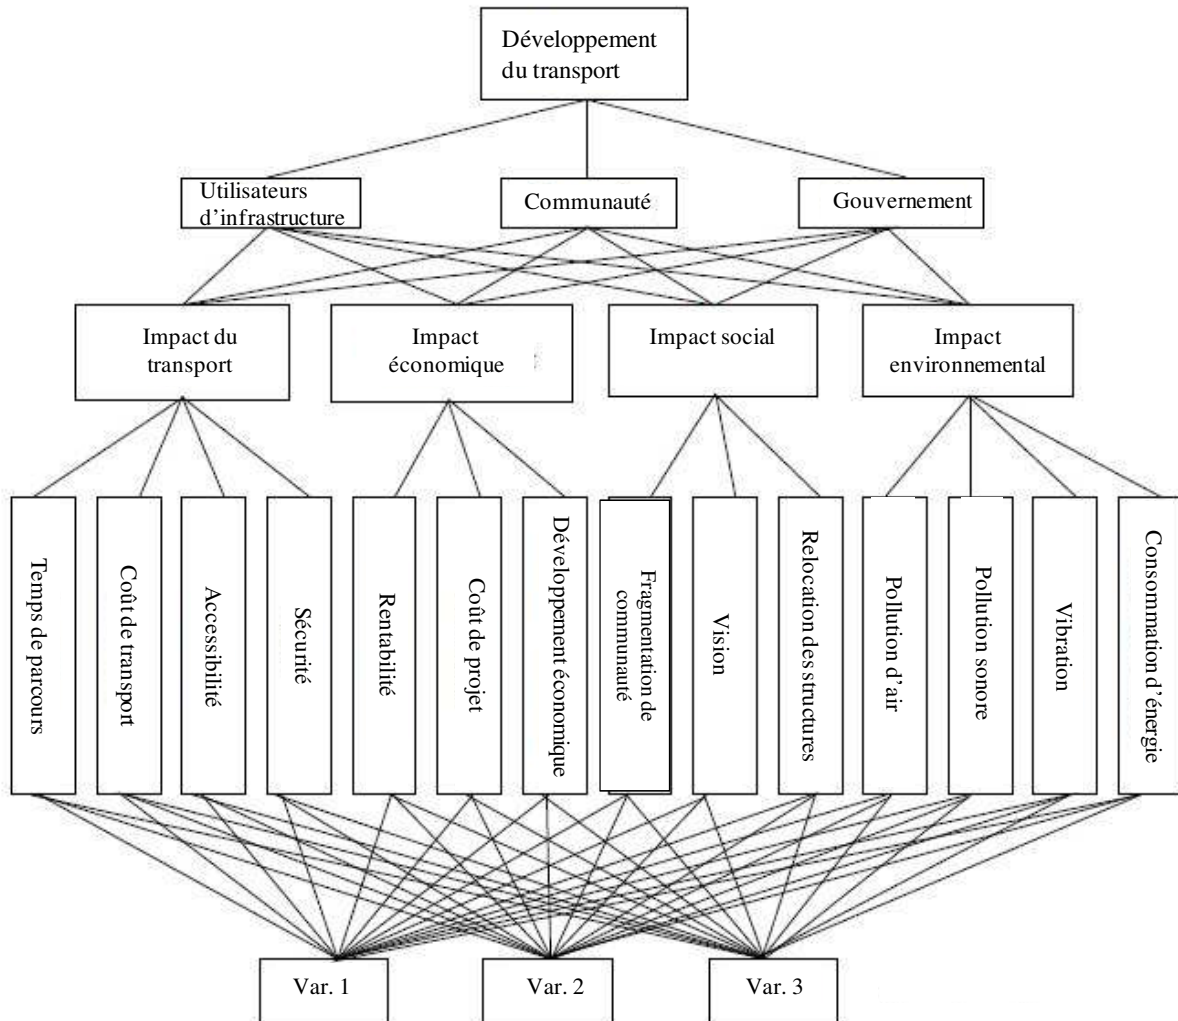 Développement
du transport
Utilisateurs
d’infrastructure
Communauté
Gouvernement
Impact du
transport
Impact
économique
Impact social
Impact
environnemental
Temps de parcours
Coût de transport
Accessibilité
Sécurité
Rentabilité
Coût de projet
Développement économique
Fragmentation de
communauté
Vision
Relocation des structures
Pollution d’air
Pollution sonore
Vibration
Consommation d’énergie
Var. 1
Var. 2
Var. 3